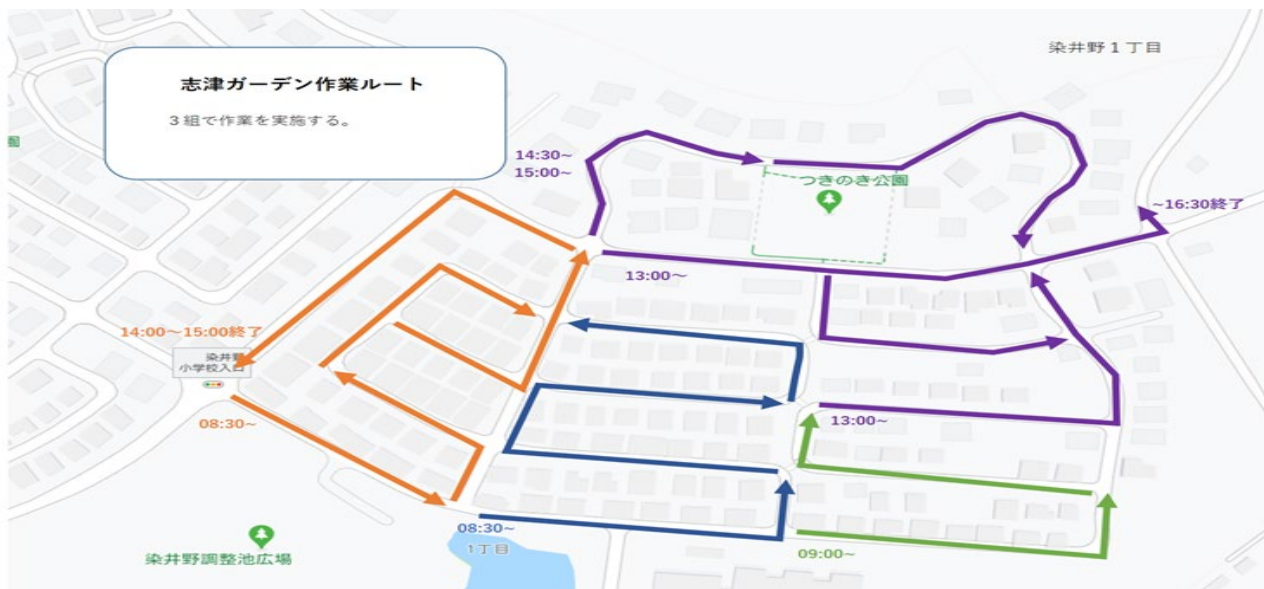 染井野1丁目
志津ガーデン作業ルート
3組で作業を実施する。
園
14:30~
15:00~
つきのき公園
~16:30終了
13:00~
14:00~15:00終了
染井野
小学校入口
08:30~
13:00~
08:30~
1丁目
09:00~
染井野調整池広場